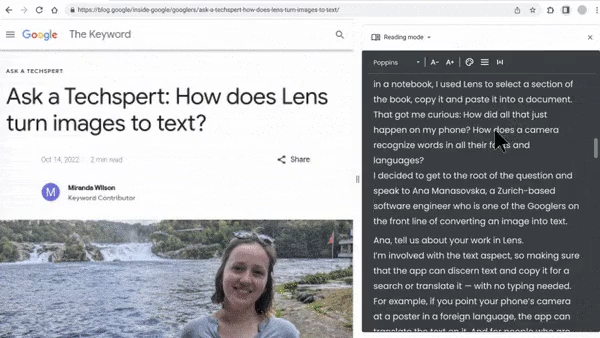 https://blog.google/inside-google/googlers/ask-a-techspert-how-does-lens-turn-images-to-text/
Google The Keyword
ASK A TECHSPERT
Ask a Techspert: How does Lens
turn images to text?
Oct 14, 2022 2 min read
Share
M
Miranda Wilson
Keyword Contributor
Reading mode
Poppins A- A+
in a notebook, I used Lens to select a section of
the book, copy it and paste it into a document.
That got me curious: How did all that just
happen on my phone? How does a camera
recognize words in all their and
languages?
I decided to get to the root of the question and
speak to Ana Manasovska, a Zurich-based
software engineer who is one of the Googlers on
the front line of converting an image into text.
Ana, tell us about your work in Lens.
I'm involved with the text aspect, so making sure
that the app can discern text and copy it for a
search or translate it — with no typing needed.
For example, if you point your phone's camera
at a poster in a foreign language, the app can
translate the text on it. And for people who are